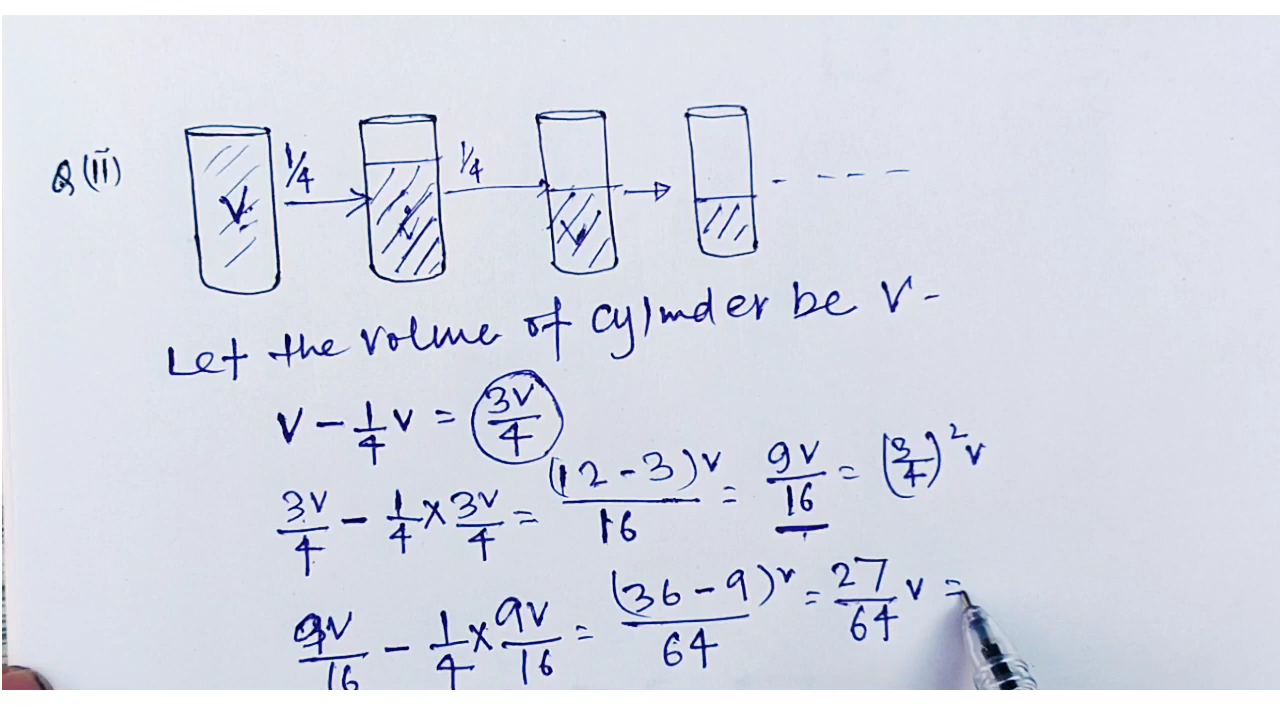 Q (ii)
V 1/4 V 1/4 V
Let the volume of cylinder be V-
V - 1/4 V = 3V/4
3V/4 - 1/4 × 3V/4 = (12-3)V/16 = 9V/16 = (3/4)²V
9V/16 - 1/4 × 9V/16 = (36-9)V/64 = 27/64 V =